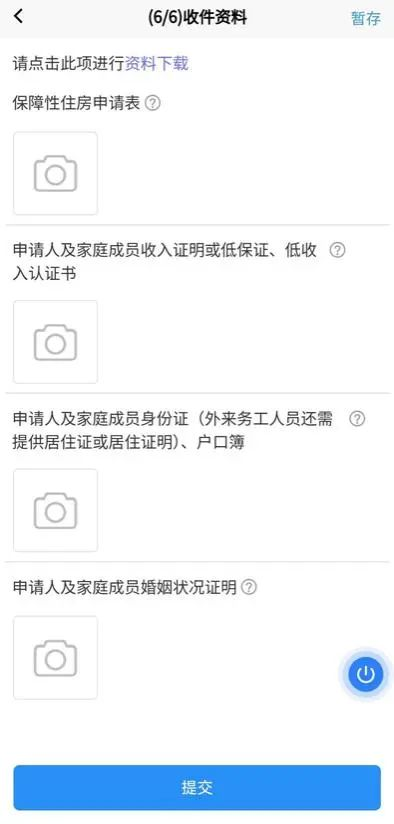 (6/6)收件资料
暂存
请点击此项进行资料下载
保障性住房申请表
申请人及家庭成员收入证明或低保证、低收
入认证书
申请人及家庭成员身份证（外来务工人员还需
提供居住证或居住证明）、户口簿
申请人及家庭成员婚姻状况证明
提交